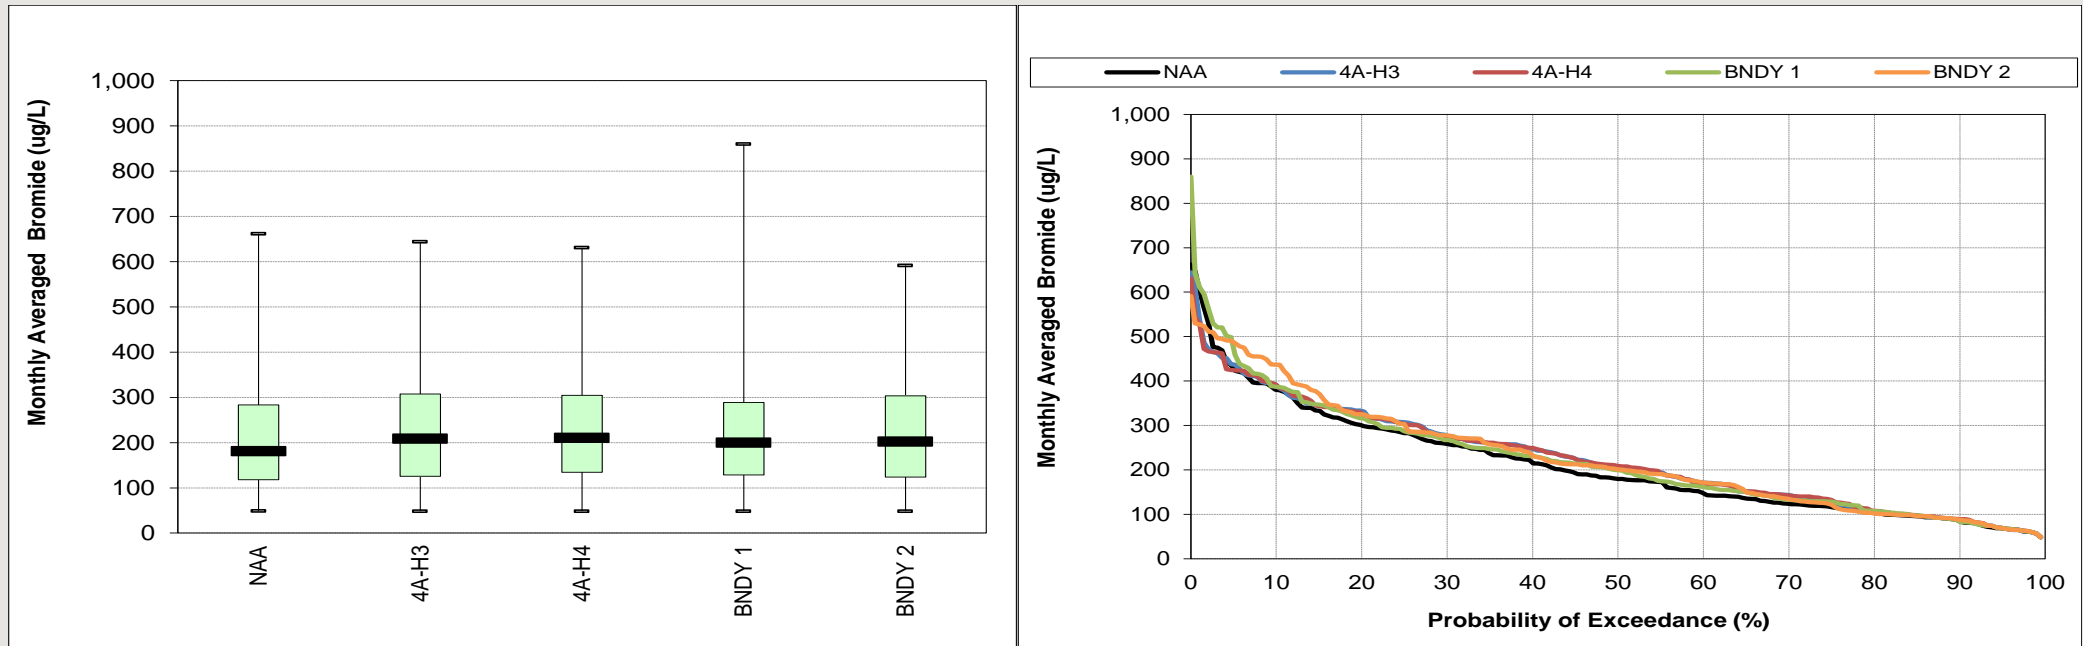 Monthly Averaged Bromide (ug/L)
1,000
900
800
700
600
500
400
300
200
100
0
NAA
4A-H3
4A-H4
BNDY 1
BNDY 2
NAA 4A-H3 4A-H4 BNDY 1 BNDY 2
Monthly Averaged Bromide (ug/L)
1,000
900
800
700
600
500
400
300
200
100
0
0 10 20 30 40 50 60 70 80 90 100
Probability of Exceedance (%)